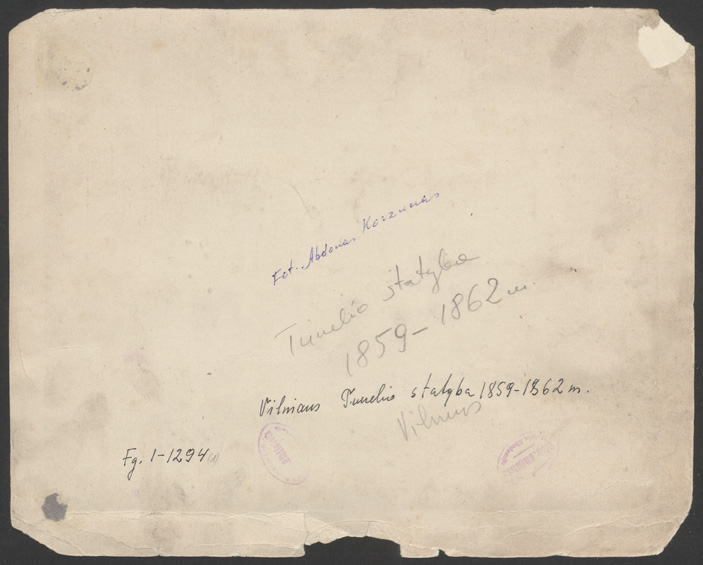 Fot. Abdonas Korzunas
Tunelio statyba
1859-1862 m.
Vilniaus Tunelio statyba 1859-1862 m.
Vilnius
Fg. 1-1294